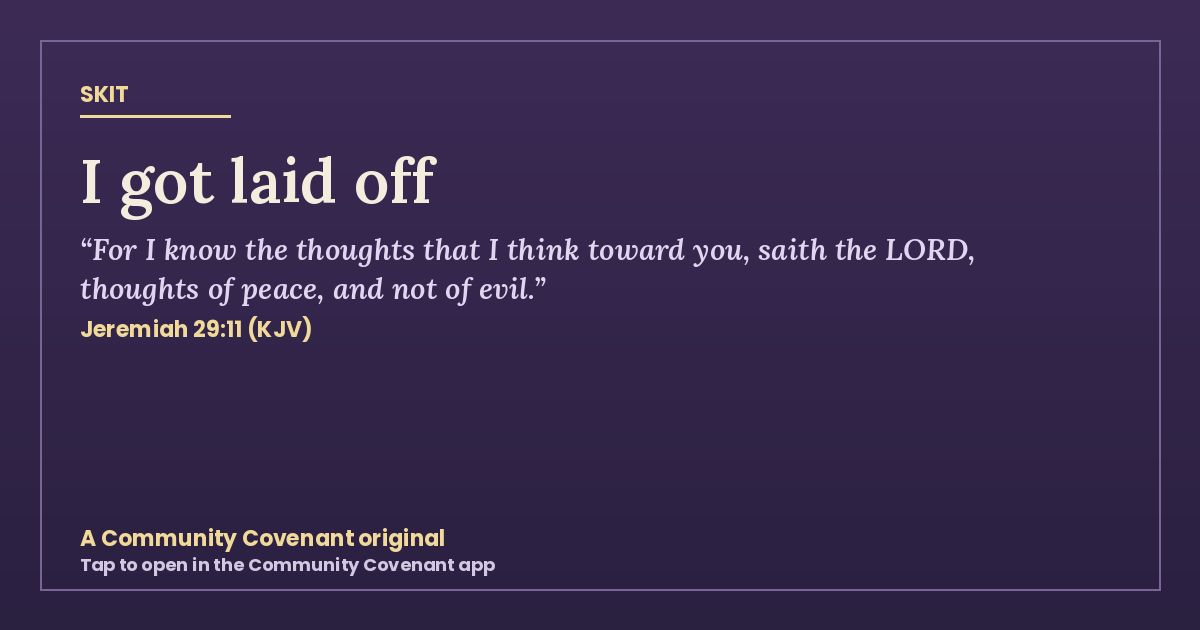 SKIT
I got laid off
“For I know the thoughts that I think toward you, saith the LORD,
thoughts of peace, and not of evil.”
Jeremiah 29:11 (KJV)
A Community Covenant original
Tap to open in the Community Covenant app